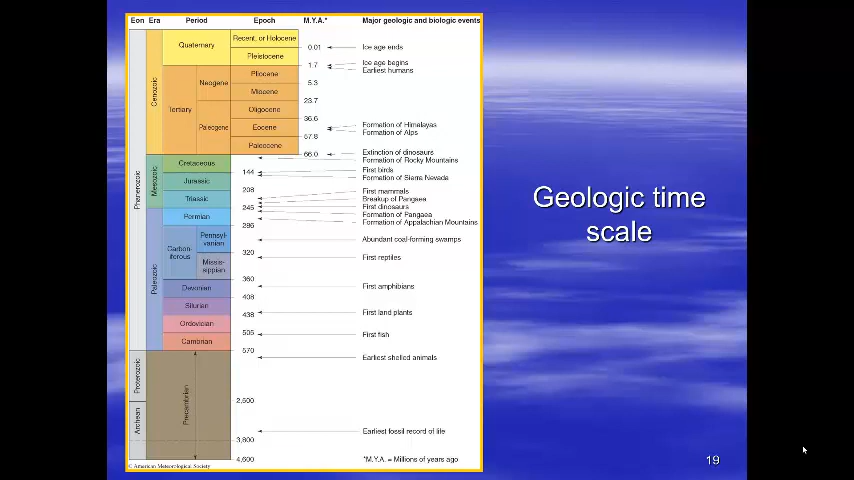 Eon Era Period Epoch M.Y.A.* Major geologic and biologic events
Recent, or Holocene
Quaternary
0.01 Ice age ends
Pleistocene
1.7 Ice age begins
Earliest humans
Pliocene
Neogene
5.3
Miocene
Cenozoic
23.7
Tertiary
Oligocene
36.6
Paleogene
Eocene
Formation of Himalayas
Formation of Alps
57.8
Paleocene
66.0 Extinction of dinosaurs
Formation of Rocky Mountains
Cretaceous
144 First birds
Formation of Sierra Nevada
Mesozoic
Jurassic
208
First mammals
Triassic
Breakup of Pangaea
245 First dinosaurs
Formation of Pangaea
Permian
Formation of Appalachian Mountains
286
Phanerozoic
Pennsyl-
vanian
Abundant coal-forming swamps
Carbon-
iferous
320 First reptiles
Missis-
sippian
Paleozoic
360
Devonian
First amphibians
408
Silurian
438 First land plants
Ordovician
505 First fish
Cambrian
570
Earliest shelled animals
Proterozoic
Precambrian
2,500
Archean
Earliest fossil record of life
3,800
4,600
*M.Y.A. = Millions of years ago
© American Meteorological Society
Geologic time
scale
19